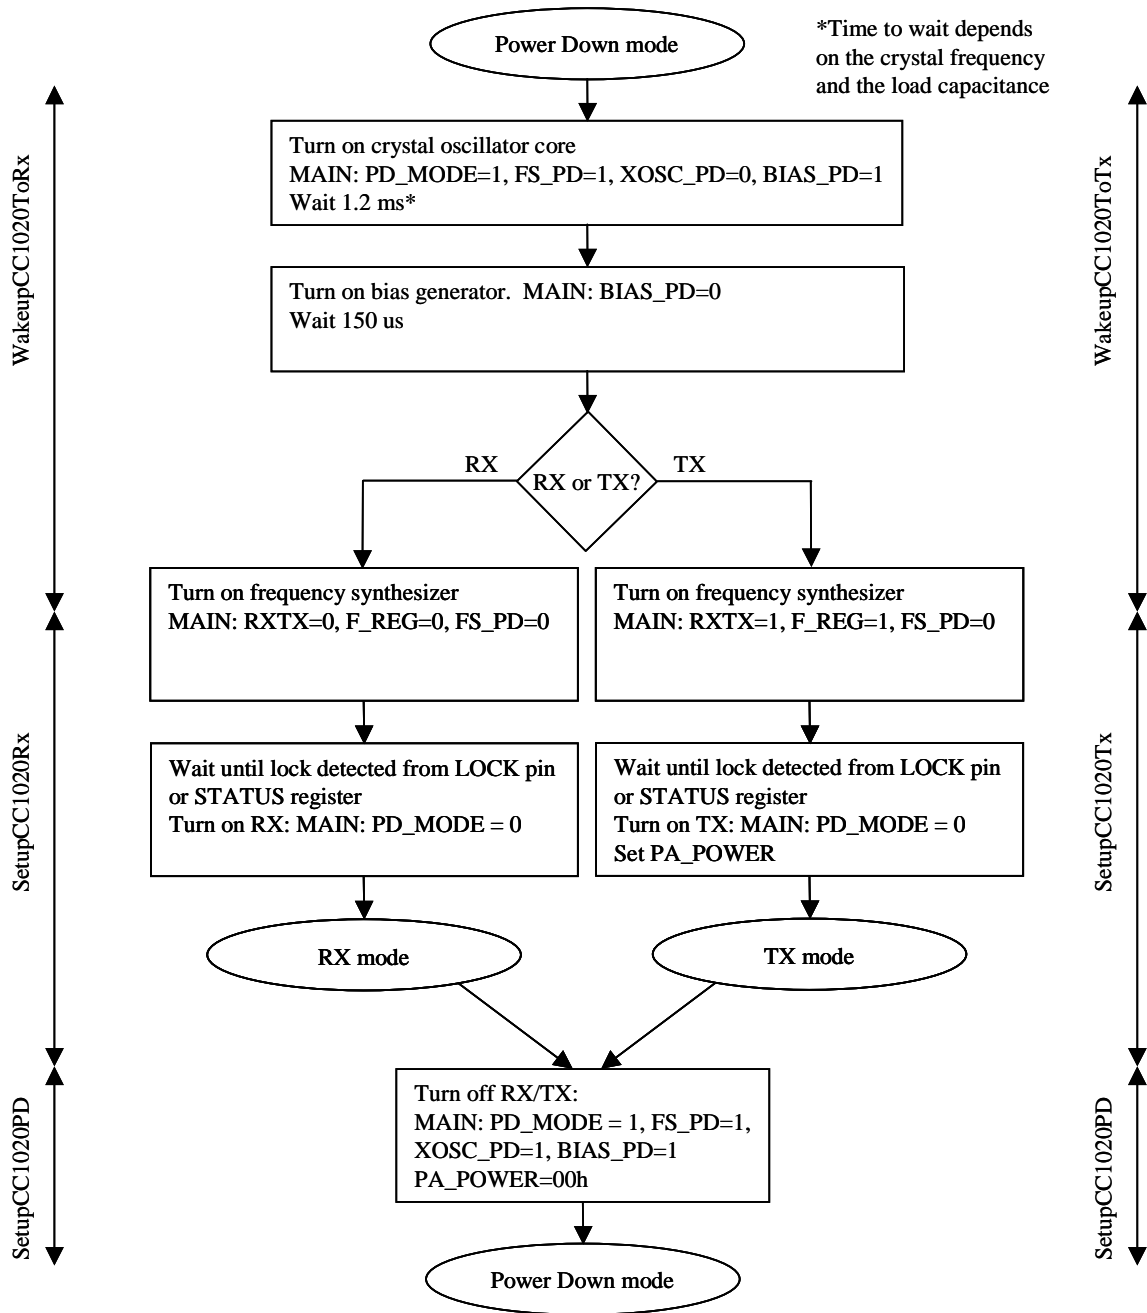 Power Down mode
*Time to wait depends
on the crystal frequency
and the load capacitance
WakeupCC1020ToRx
WakeupCC1020ToTx
Turn on crystal oscillator core
MAIN: PD_MODE=1, FS_PD=1, XOSC_PD=0, BIAS_PD=1
Wait 1.2 ms*
Turn on bias generator.  MAIN: BIAS_PD=0
Wait 150 us
RX
RX or TX?
TX
Turn on frequency synthesizer
MAIN: RXTX=0, F_REG=0, FS_PD=0
Turn on frequency synthesizer
MAIN: RXTX=1, F_REG=1, FS_PD=0
SetupCC1020Rx
SetupCC1020Tx
Wait until lock detected from LOCK pin
or STATUS register
Turn on RX: MAIN: PD_MODE = 0
Wait until lock detected from LOCK pin
or STATUS register
Turn on TX: MAIN: PD_MODE = 0
Set PA_POWER
RX mode
TX mode
SetupCC1020PD
SetupCC1020PD
Turn off RX/TX:
MAIN: PD_MODE = 1, FS_PD=1,
XOSC_PD=1, BIAS_PD=1
PA_POWER=00h
Power Down mode